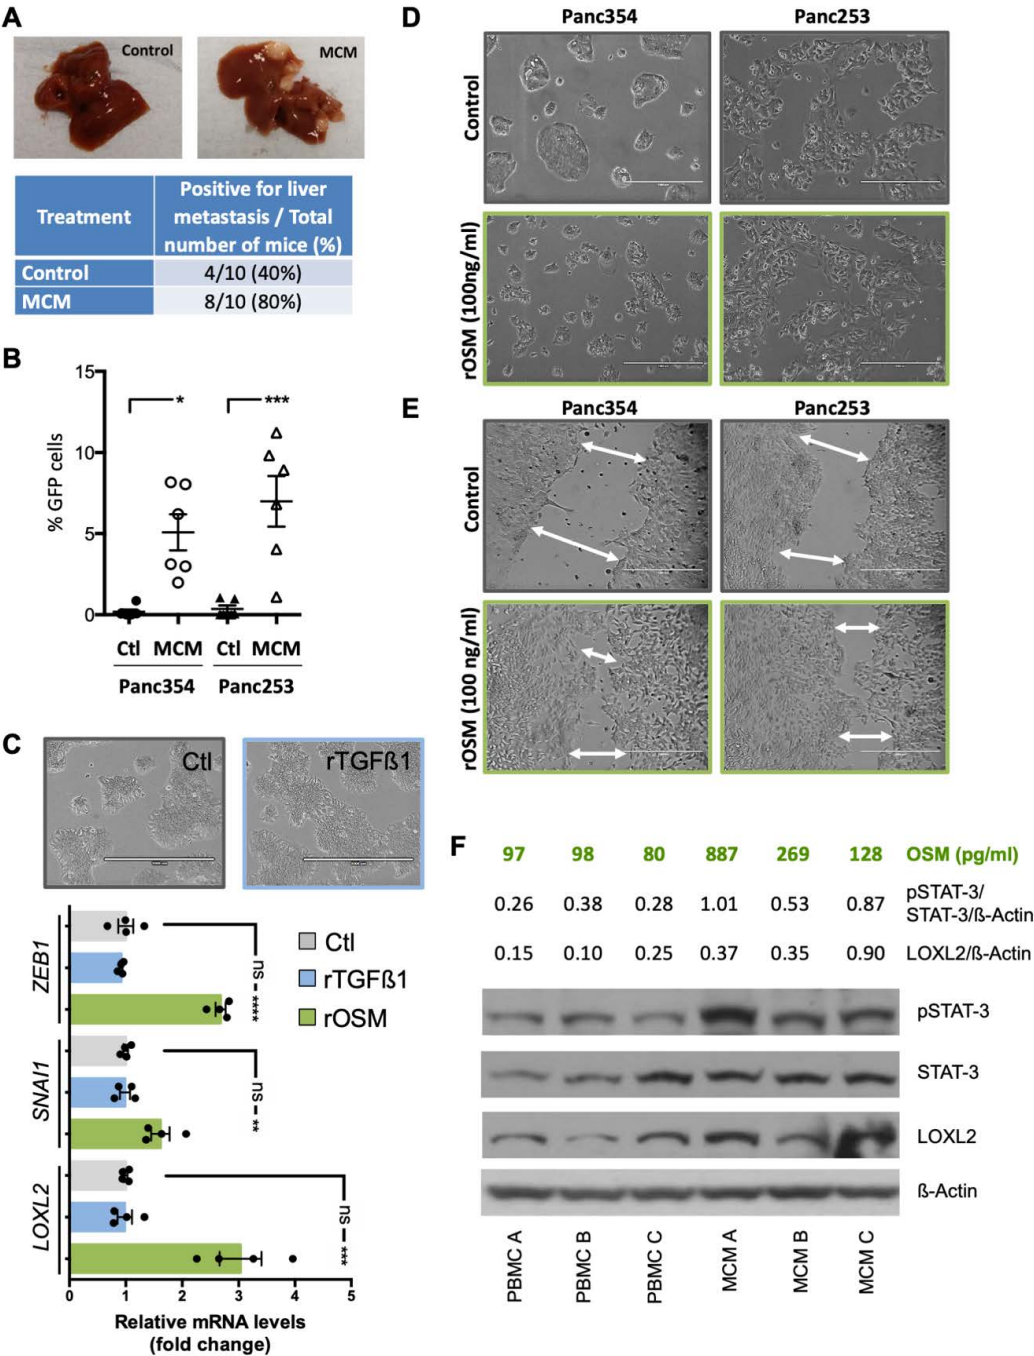 A
Control
MCM
Treatment
Positive for liver
metastasis / Total
number of mice (%)
Control
4/10 (40%)
MCM
8/10 (80%)
B
15
10
5
0
% GFP cells
*
***
Ctl MCM Ctl MCM
Panc354 Panc253
C
Ctl
rTGFß1
ZEB1
SNAI1
LOXL2
Ctl
rTGFß1
rOSM
ns
****
ns
**
ns
***
0 1 2 3 4 5
Relative mRNA levels
(fold change)
D
Panc354 Panc253
Control
rOSM (100ng/ml)
E
Panc354 Panc253
Control
rOSM (100 ng/ml)
F
97 98 80 887 269 128 OSM (pg/ml)
0.26 0.38 0.28 1.01 0.53 0.87 pSTAT-3/
STAT-3/ß-Actin
0.15 0.10 0.25 0.37 0.35 0.90 LOXL2/ß-Actin
pSTAT-3
STAT-3
LOXL2
ß-Actin
PBMC A
PBMC B
PBMC C
MCM A
MCM B
MCM C